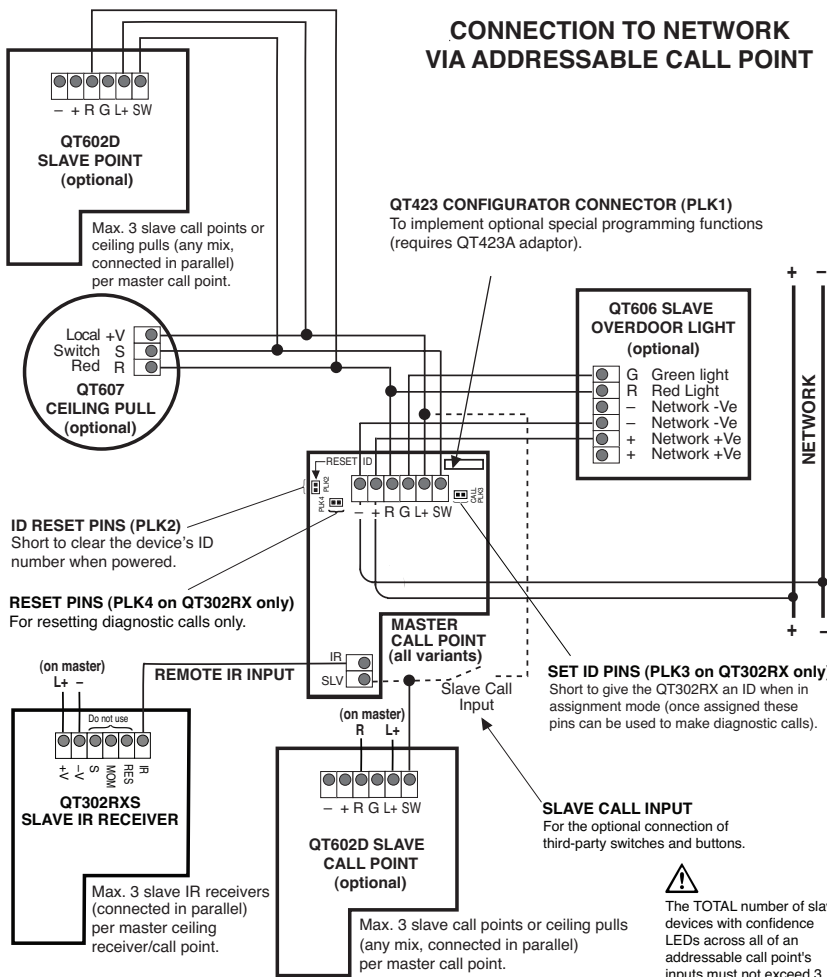 CONNECTION TO NETWORK
VIA ADDRESSABLE CALL POINT
– + R G L+ SW
QT602D
SLAVE POINT
(optional)
Max. 3 slave call points or
ceiling pulls (any mix,
connected in parallel)
per master call point.
QT423 CONFIGURATOR CONNECTOR (PLK1)
To implement optional special programming functions
(requires QT423A adaptor).
Local +V
Switch S
Red R
QT607
CEILING PULL
(optional)
QT606 SLAVE
OVERDOOR LIGHT
(optional)
G Green light
R Red Light
– Network -Ve
– Network -Ve
+ Network +Ve
+ Network +Ve
+ –
NETWORK
+ –
RESET ID
PLK2
PLK4
CALL
PLK3
– + R G L+ SW
ID RESET PINS (PLK2)
Short to clear the device's ID
number when powered.
RESET PINS (PLK4 on QT302RX only)
For resetting diagnostic calls only.
MASTER
CALL POINT
(all variants)
IR
SLV
REMOTE IR INPUT
Slave Call
Input
SET ID PINS (PLK3 on QT302RX only)
Short to give the QT302RX an ID when in
assignment mode (once assigned these
pins can be used to make diagnostic calls).
(on master)
L+ –
Do not use
+V –V S MOM RES IR
QT302RXS
SLAVE IR RECEIVER
Max. 3 slave IR receivers
(connected in parallel)
per master ceiling
receiver/call point.
(on master)
R L+
– + R G L+ SW
QT602D SLAVE
CALL POINT
(optional)
Max. 3 slave call points or ceiling pulls
(any mix, connected in parallel)
per master call point.
SLAVE CALL INPUT
For the optional connection of
third-party switches and buttons.
The TOTAL number of slav
devices with confidence
LEDs across all of an
addressable call point's
inputs must not exceed 3.